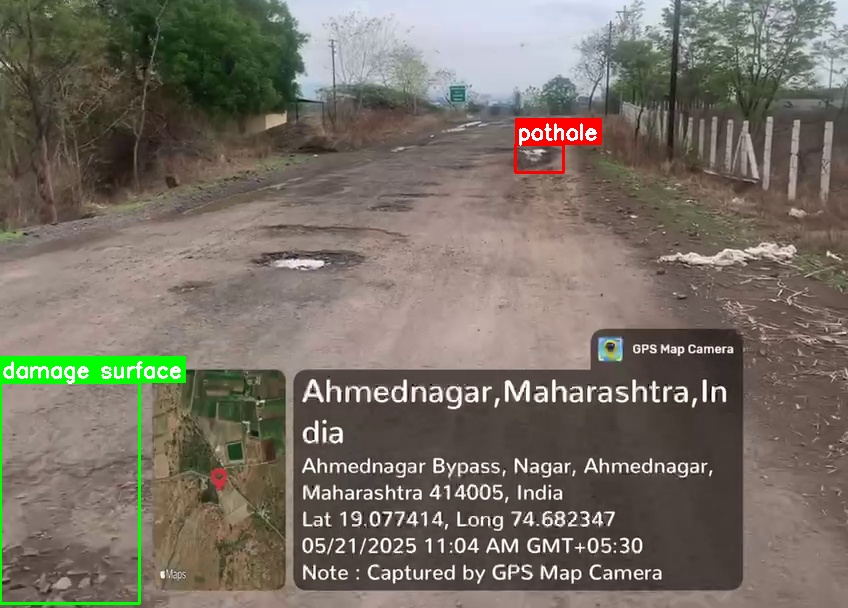 pothole
damage surface
GPS Map Camera
Ahmednagar,Maharashtra,In
dia
Ahmednagar Bypass, Nagar, Ahmednagar,
Maharashtra 414005, India
Lat 19.077414, Long 74.682347
05/21/2025 11:04 AM GMT+05:30
Note : Captured by GPS Map Camera
Maps